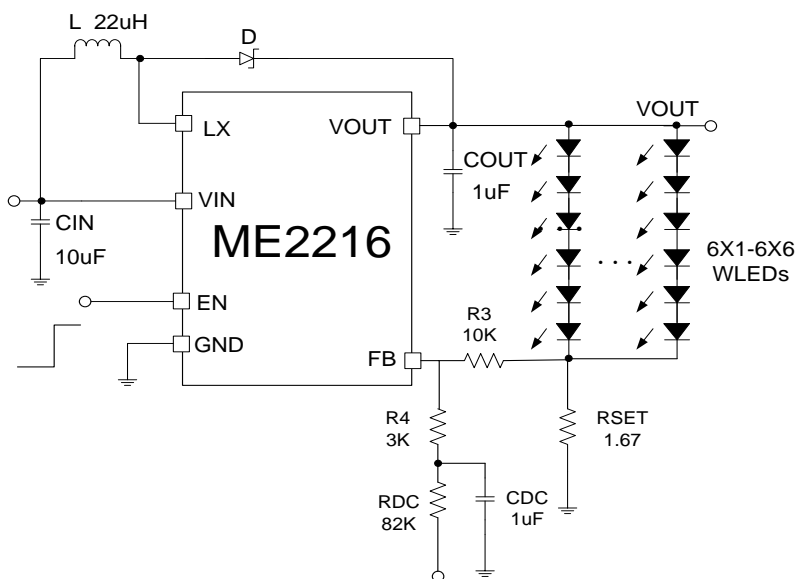 L 22uH
D
LX
VOUT
VOUT
COUT
1uF
VIN
CIN
10uF
ME2216
6X1-6X6
WLEDs
. . .
EN
R3
10K
GND
FB
R4
3K
RSET
1.67
RDC
82K
CDC
1uF